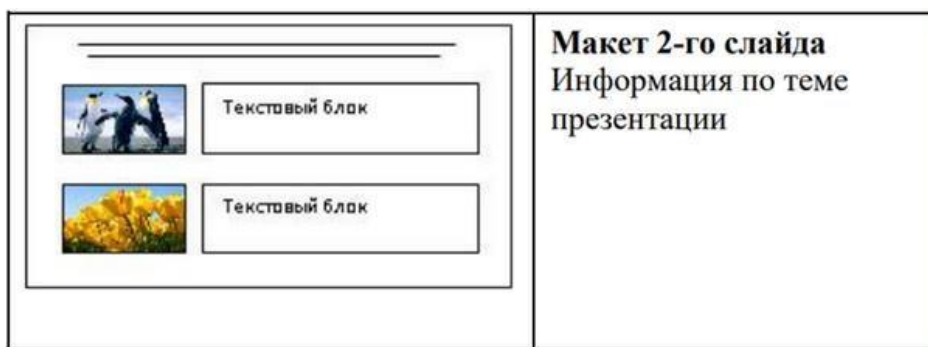 Текстовый блок
Текстовый блок
Макет 2-го слайда
Информация по теме
презентации